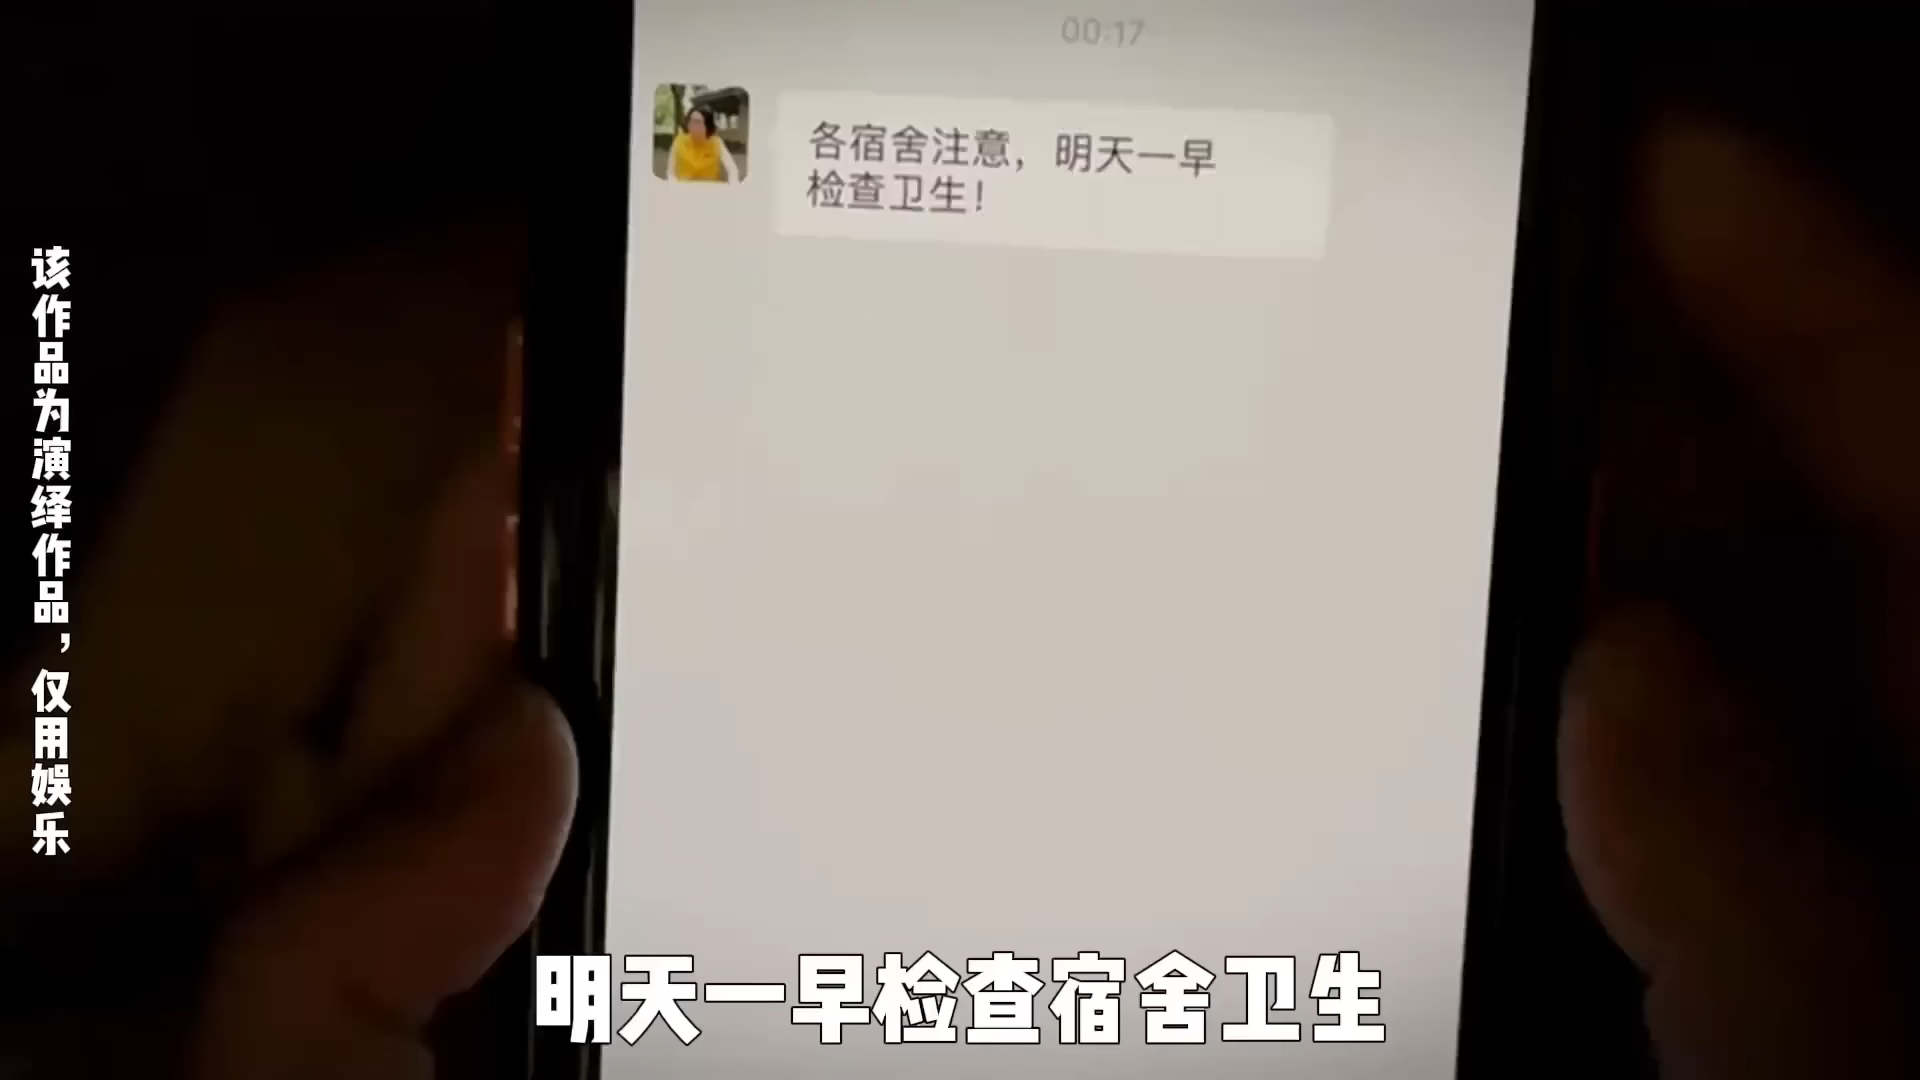 00:17
各宿舍注意，明天一早
检查卫生！
该作品为演绎作品，仅用娱乐
明天一早检查宿舍卫生